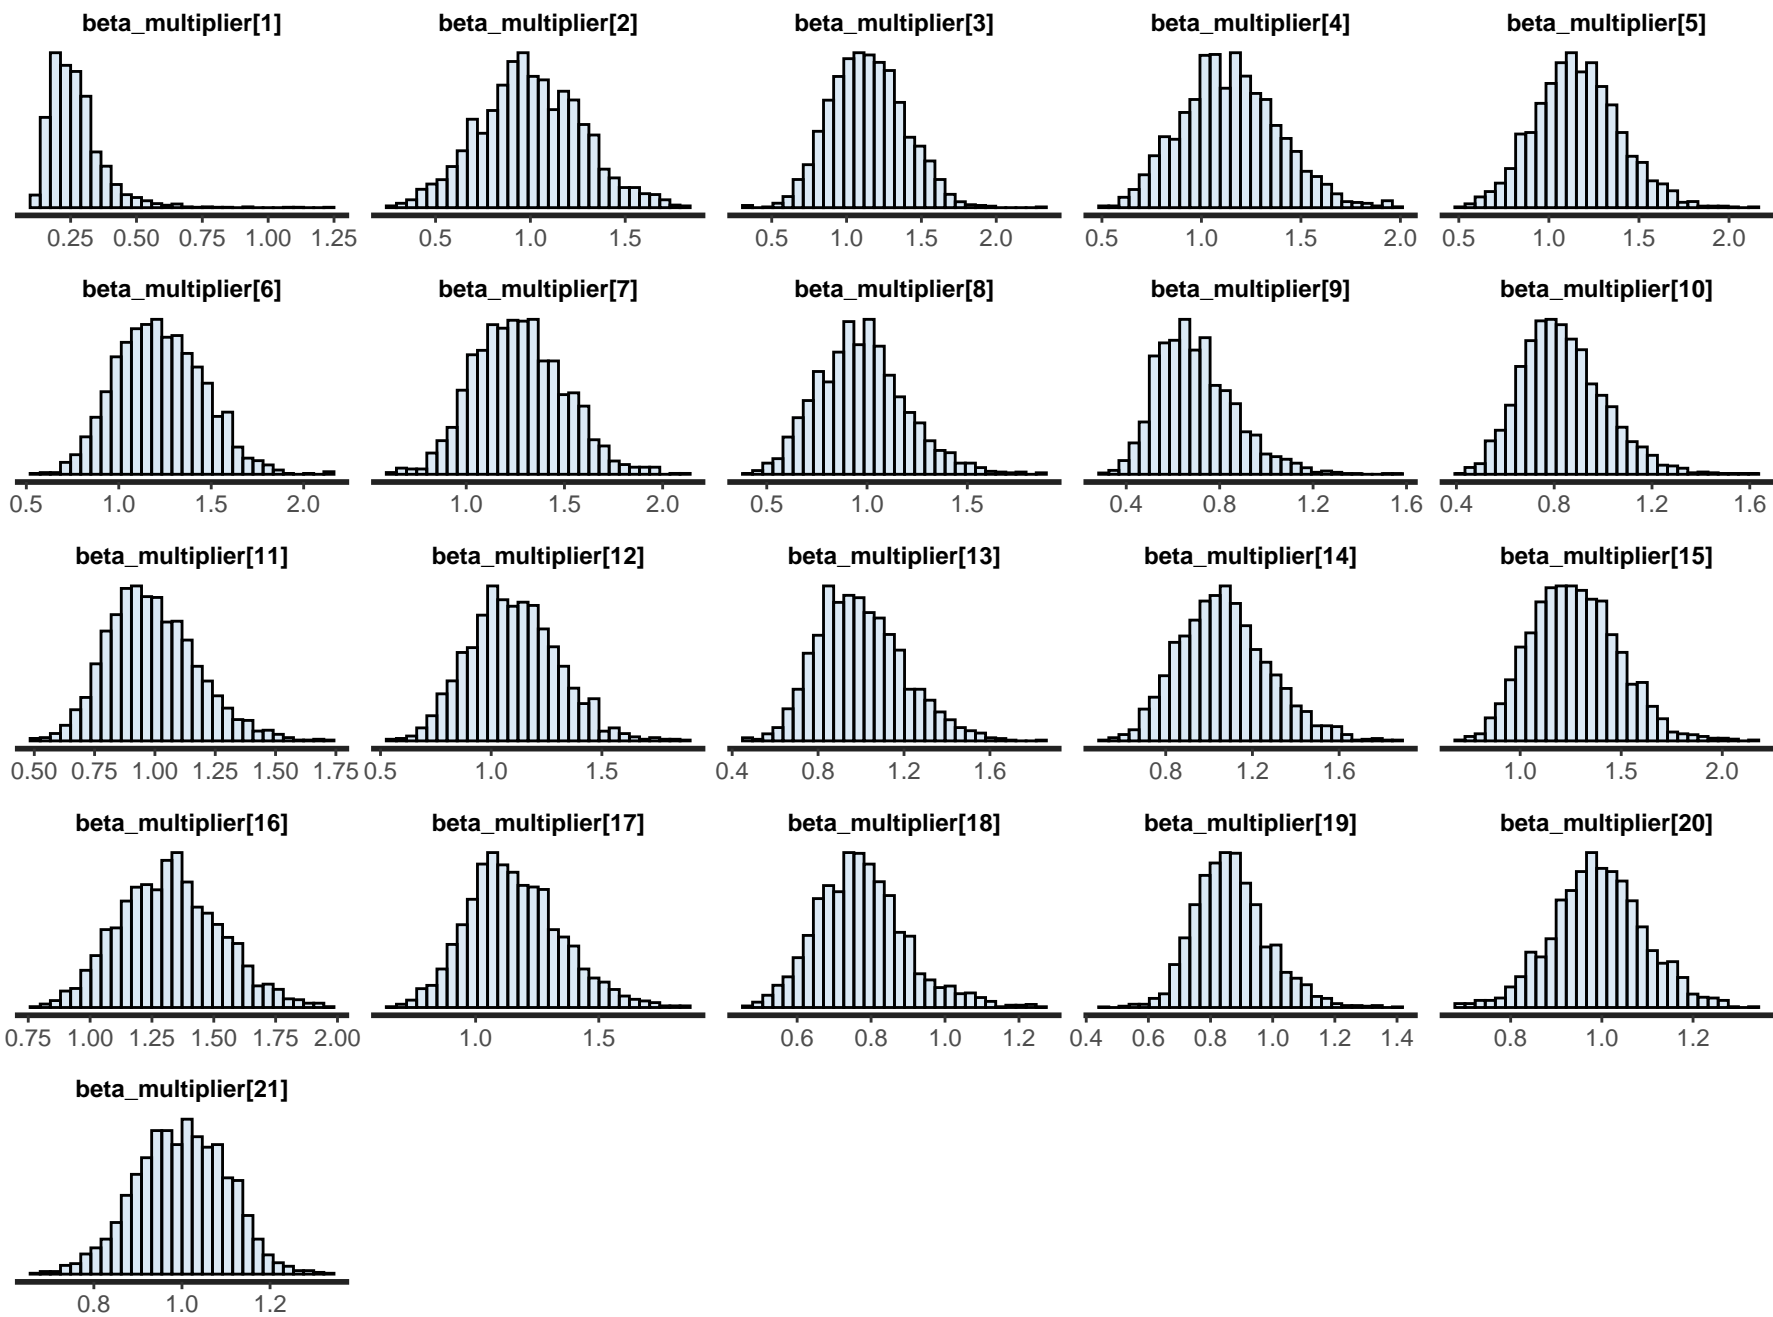 beta_multiplier[1] beta_multiplier[2] beta_multiplier[3] beta_multiplier[4] beta_multiplier[5]
0.25 0.50 0.75 1.00 1.25 0.5 1.0 1.5 0.5 1.0 1.5 2.0 0.5 1.0 1.5 2.0 0.5 1.0 1.5 2.0
beta_multiplier[6] beta_multiplier[7] beta_multiplier[8] beta_multiplier[9] beta_multiplier[10]
0.5 1.0 1.5 2.0 1.0 1.5 2.0 0.5 1.0 1.5 0.4 0.8 1.2 1.6 0.4 0.8 1.2 1.6
beta_multiplier[11] beta_multiplier[12] beta_multiplier[13] beta_multiplier[14] beta_multiplier[15]
0.50 0.75 1.00 1.25 1.50 1.75 0.5 1.0 1.5 0.4 0.8 1.2 1.6 0.8 1.2 1.6 1.0 1.5 2.0
beta_multiplier[16] beta_multiplier[17] beta_multiplier[18] beta_multiplier[19] beta_multiplier[20]
0.75 1.00 1.25 1.50 1.75 2.00 1.0 1.5 0.6 0.8 1.0 1.2 0.4 0.6 0.8 1.0 1.2 1.4 0.8 1.0 1.2
beta_multiplier[21]
0.8 1.0 1.2